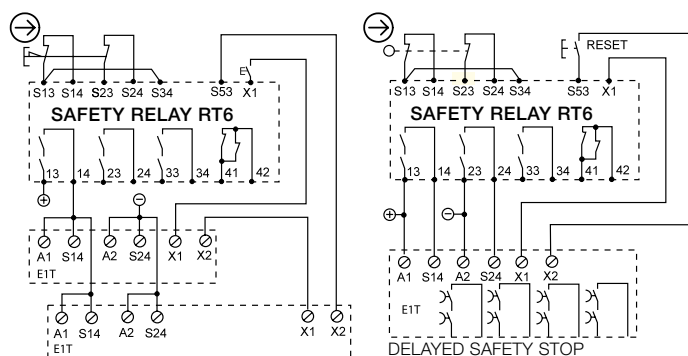 S13 S14 S23 S24 S34 S53 X1
E
SAFETY RELAY RT6
13 14 23 24 33 34 41 42
+ −
A1 S14 A2 S24 X1 X2
E1T
A1 S14 A2 S24 X1 X2
E1T
RESET
S13 S14 S23 S24 S34 S53 X1
SAFETY RELAY RT6
13 14 23 24 33 34 41 42
+ −
A1 S14 A2 S24 X1 X2
E1T
DELAYED SAFETY STOP